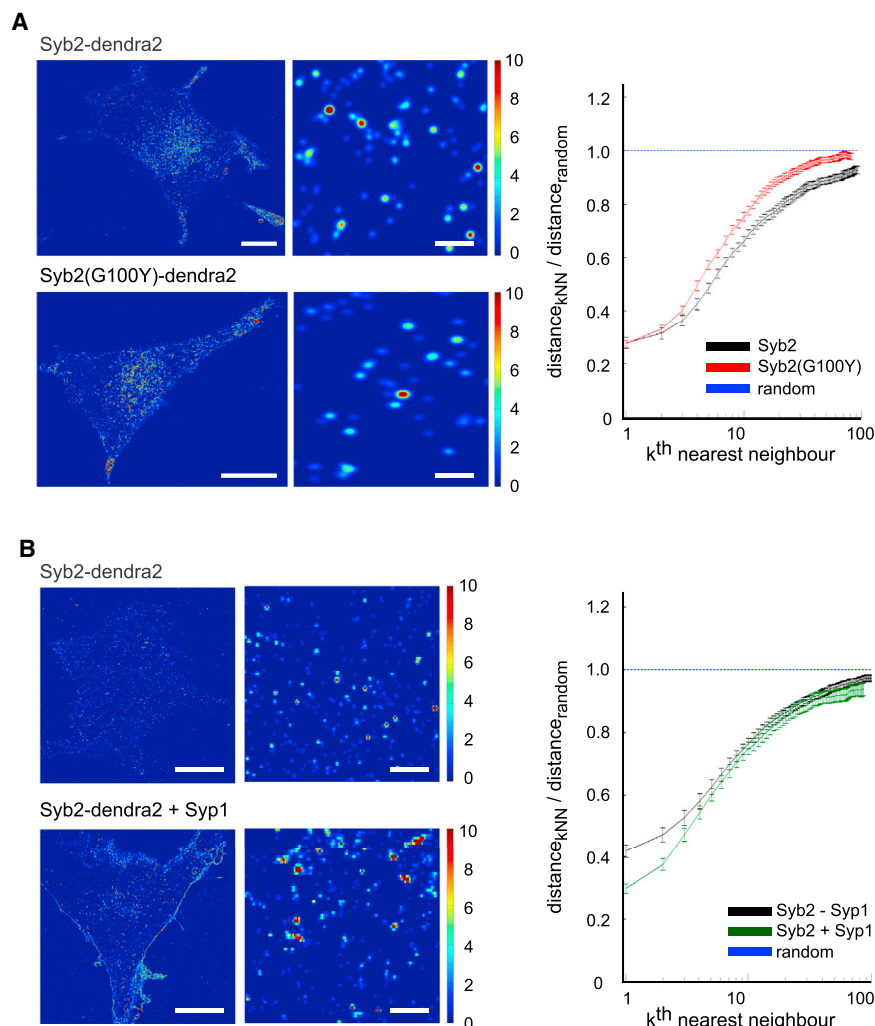 A
Syb2-dendra2
10
8
6
4
2
0
Syb2(G100Y)-dendra2
10
8
6
4
2
0
distancekNN / distancerandom
1.2
1.0
0.8
0.6
0.4
0.2
0
Syb2
Syb2(G100Y)
random
1
10
100
kth nearest neighbour
B
Syb2-dendra2
10
8
6
4
2
0
Syb2-dendra2 + Syp1
10
8
6
4
2
0
distancekNN / distancerandom
1.2
1.0
0.8
0.6
0.4
0.2
0
Syb2 - Syp1
Syb2 + Syp1
random
1
10
100
kth nearest neighbour